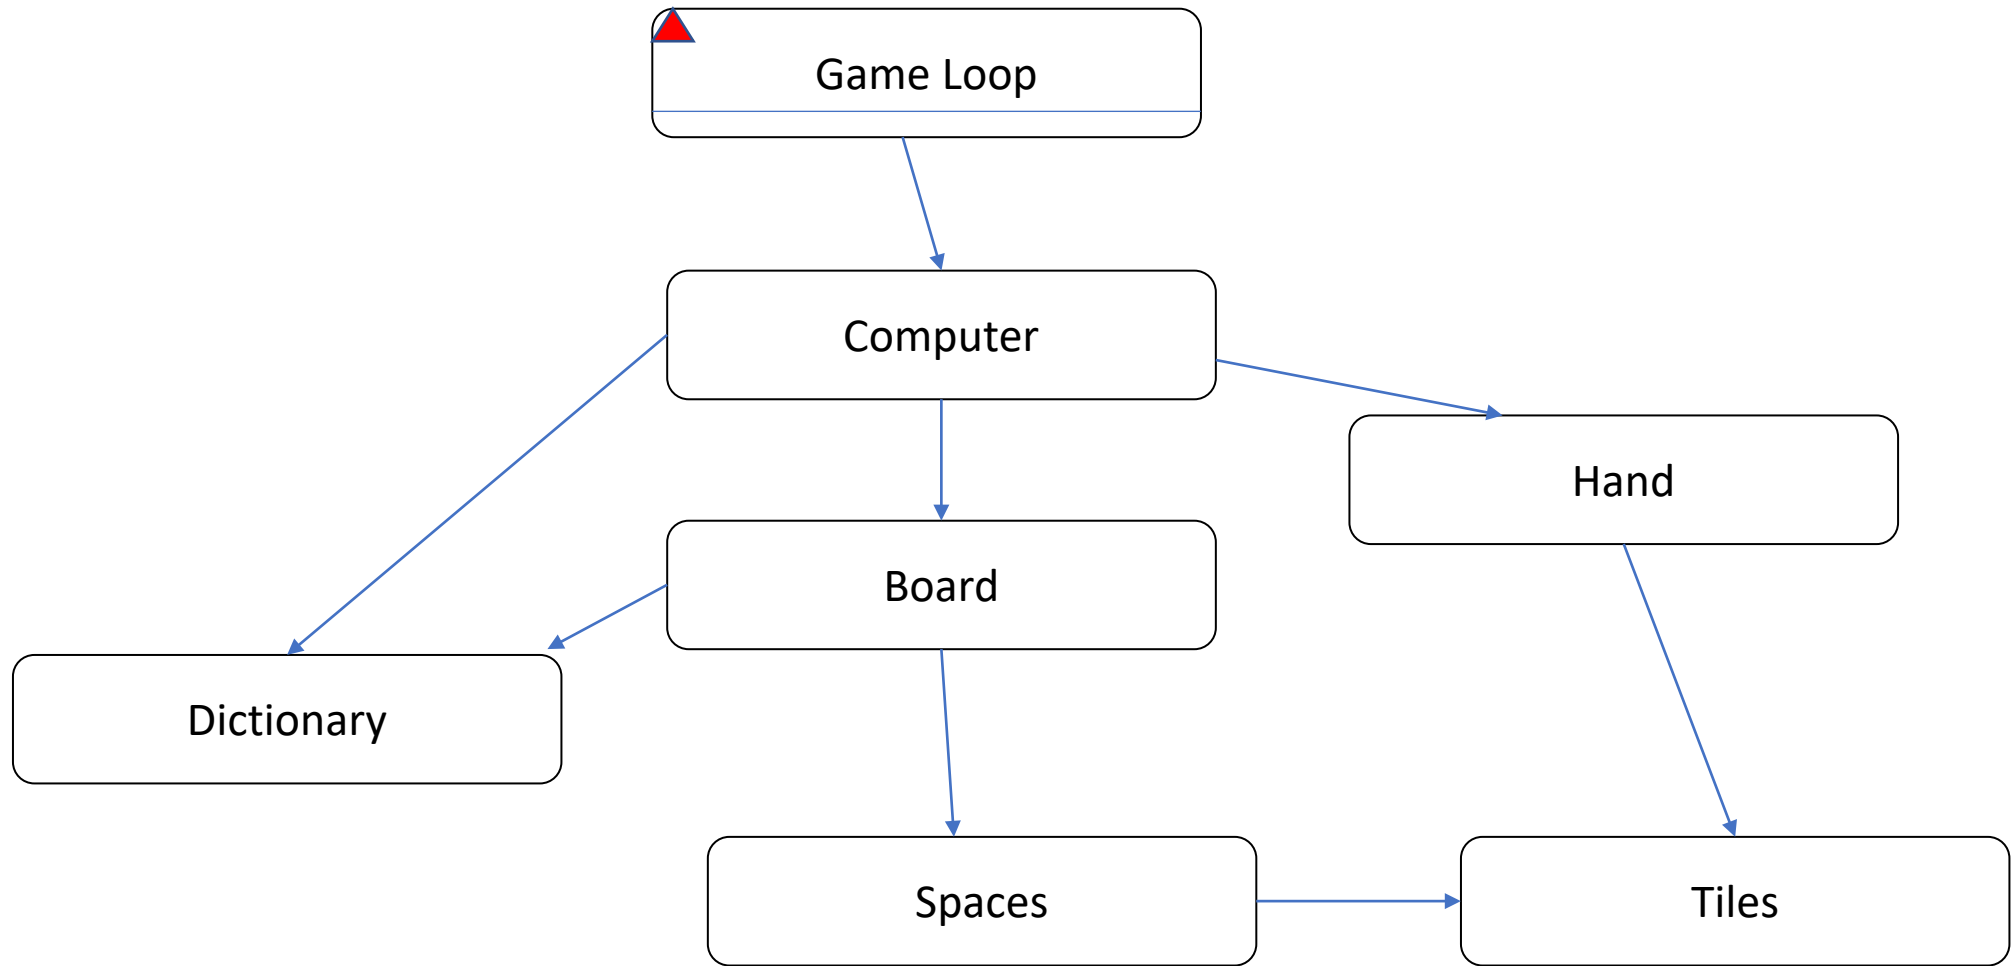 Game Loop
Computer
Hand
Board
Dictionary
Spaces
Tiles